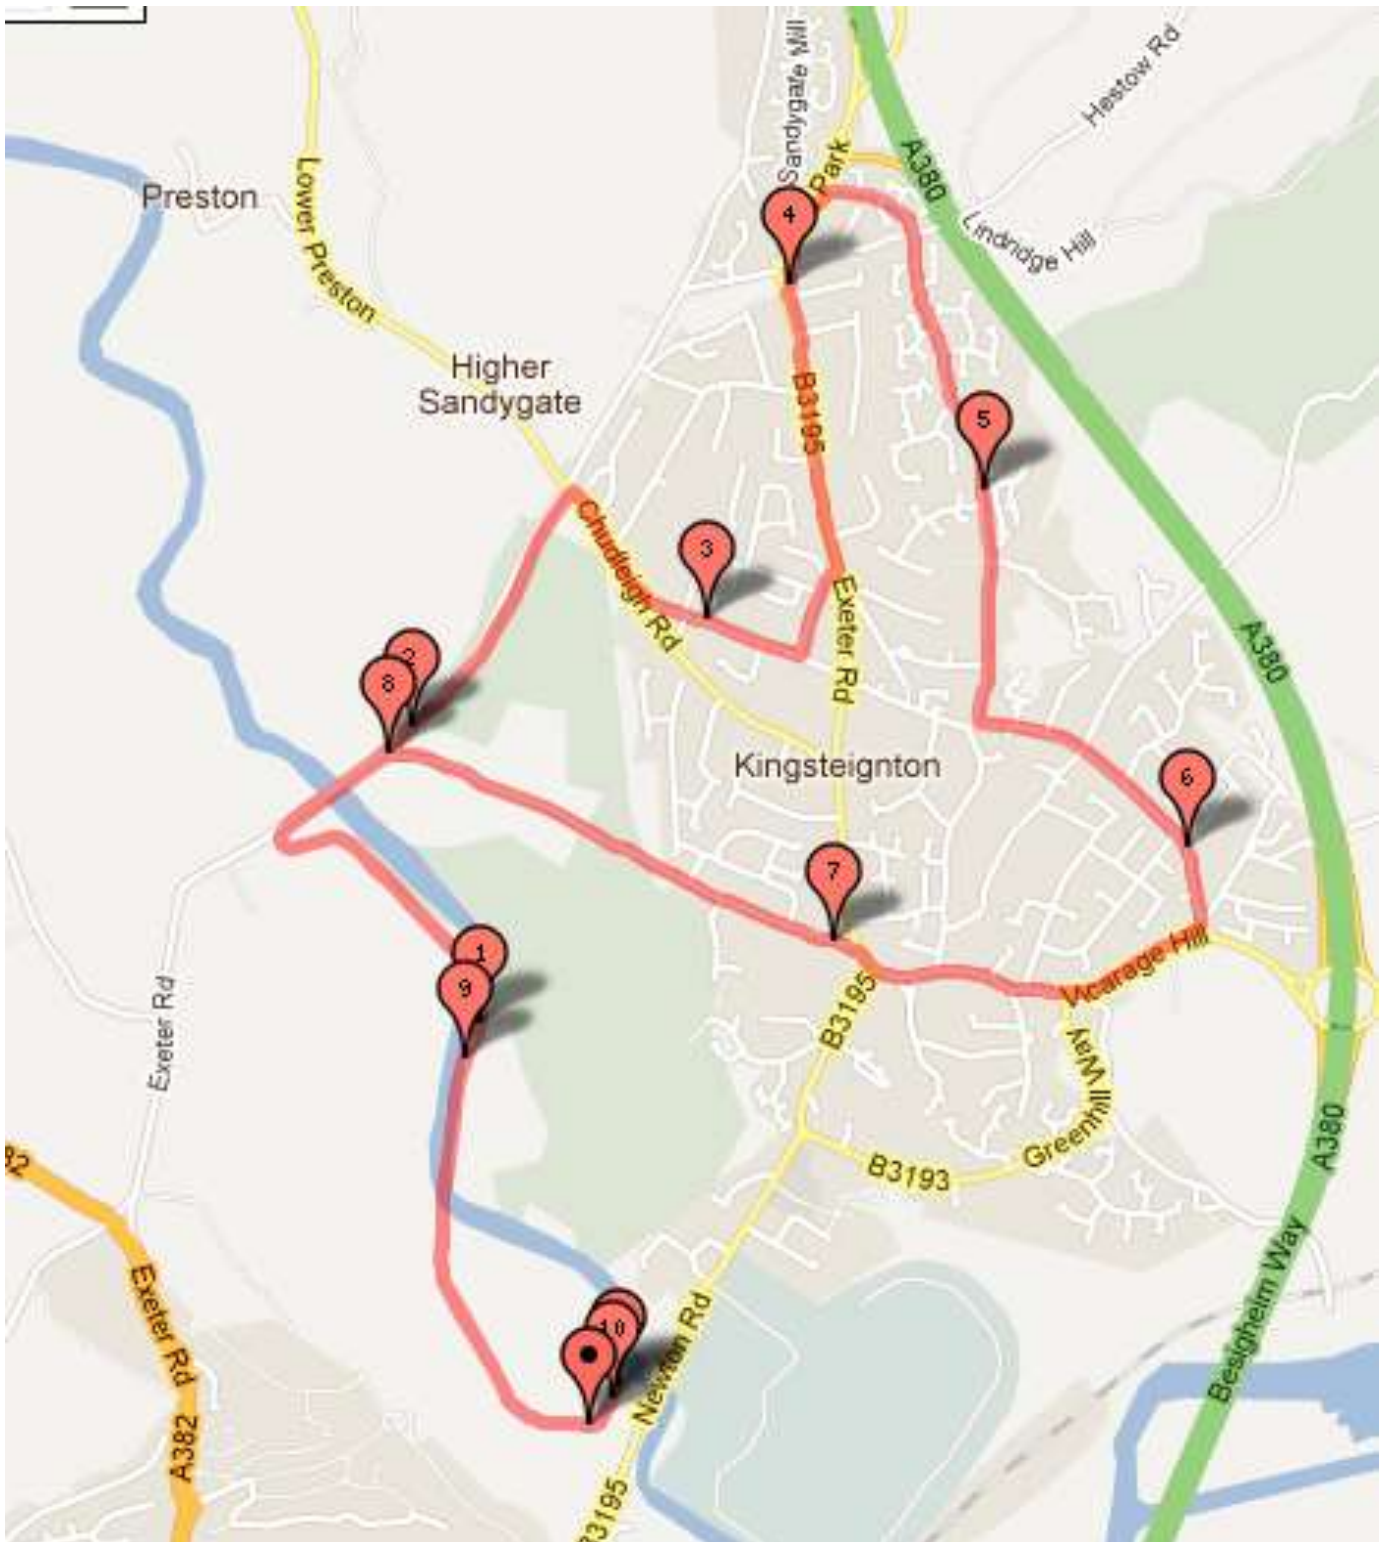 Sandygate Mill
Park
Hestow Rd
A380
Lindridge Hill
Preston
Lower Preston
4
Higher
Sandygate
B3195
5
Chudleigh Rd
3
Exeter Rd
A380
2
8
Kingsteignton
6
7
Vicarage Hill
1
9
B3195
Exeter Rd
Greenhill Way
B3193
A380
82
Exeter Rd
Besigheim Way
10
Newton Rd
A382
B3195